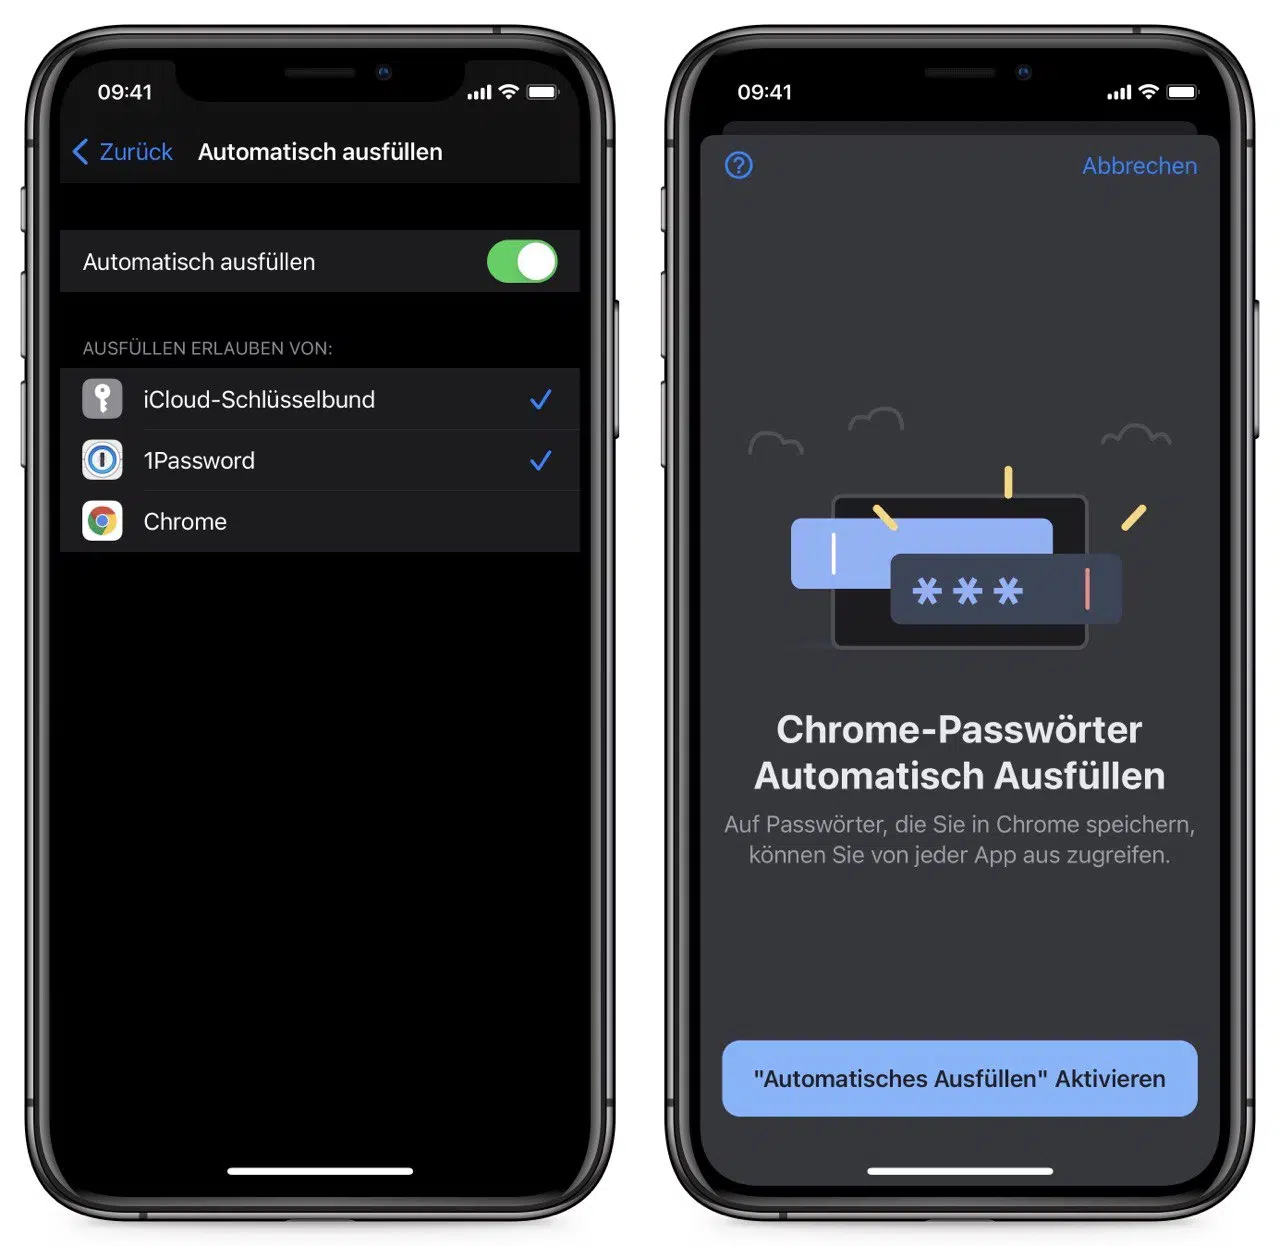 09:41
Zurück
Automatisch ausfüllen
Automatisch ausfüllen
AUSFÜLLEN ERLAUBEN VON:
iCloud-Schlüsselbund
1Password
Chrome
09:41
Abbrechen
***
Chrome-Passwörter
Automatisch Ausfüllen
Auf Passwörter, die Sie in Chrome speichern,
können Sie von jeder App aus zugreifen.
"Automatisches Ausfüllen" Aktivieren